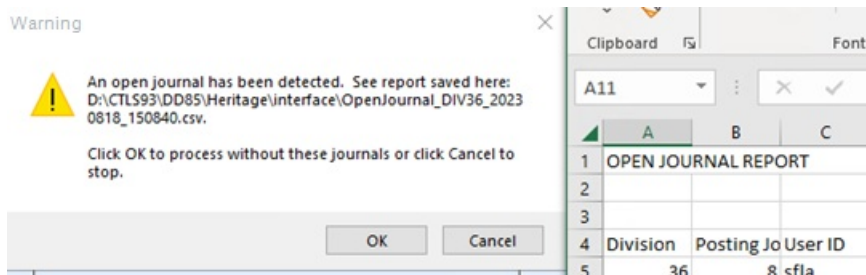 Warning
An open journal has been detected. See report saved here:
D:\CTLS93\DD85\Heritage\interface\OpenJournal_DIV36_2023
0818_150840.csv.
Click OK to process without these journals or click Cancel to
stop.
OK Cancel
Clipboard Font
A11
A B C
1 OPEN JOURNAL REPORT
2
3
4 Division Posting Jo User ID
5 36 8 sfla